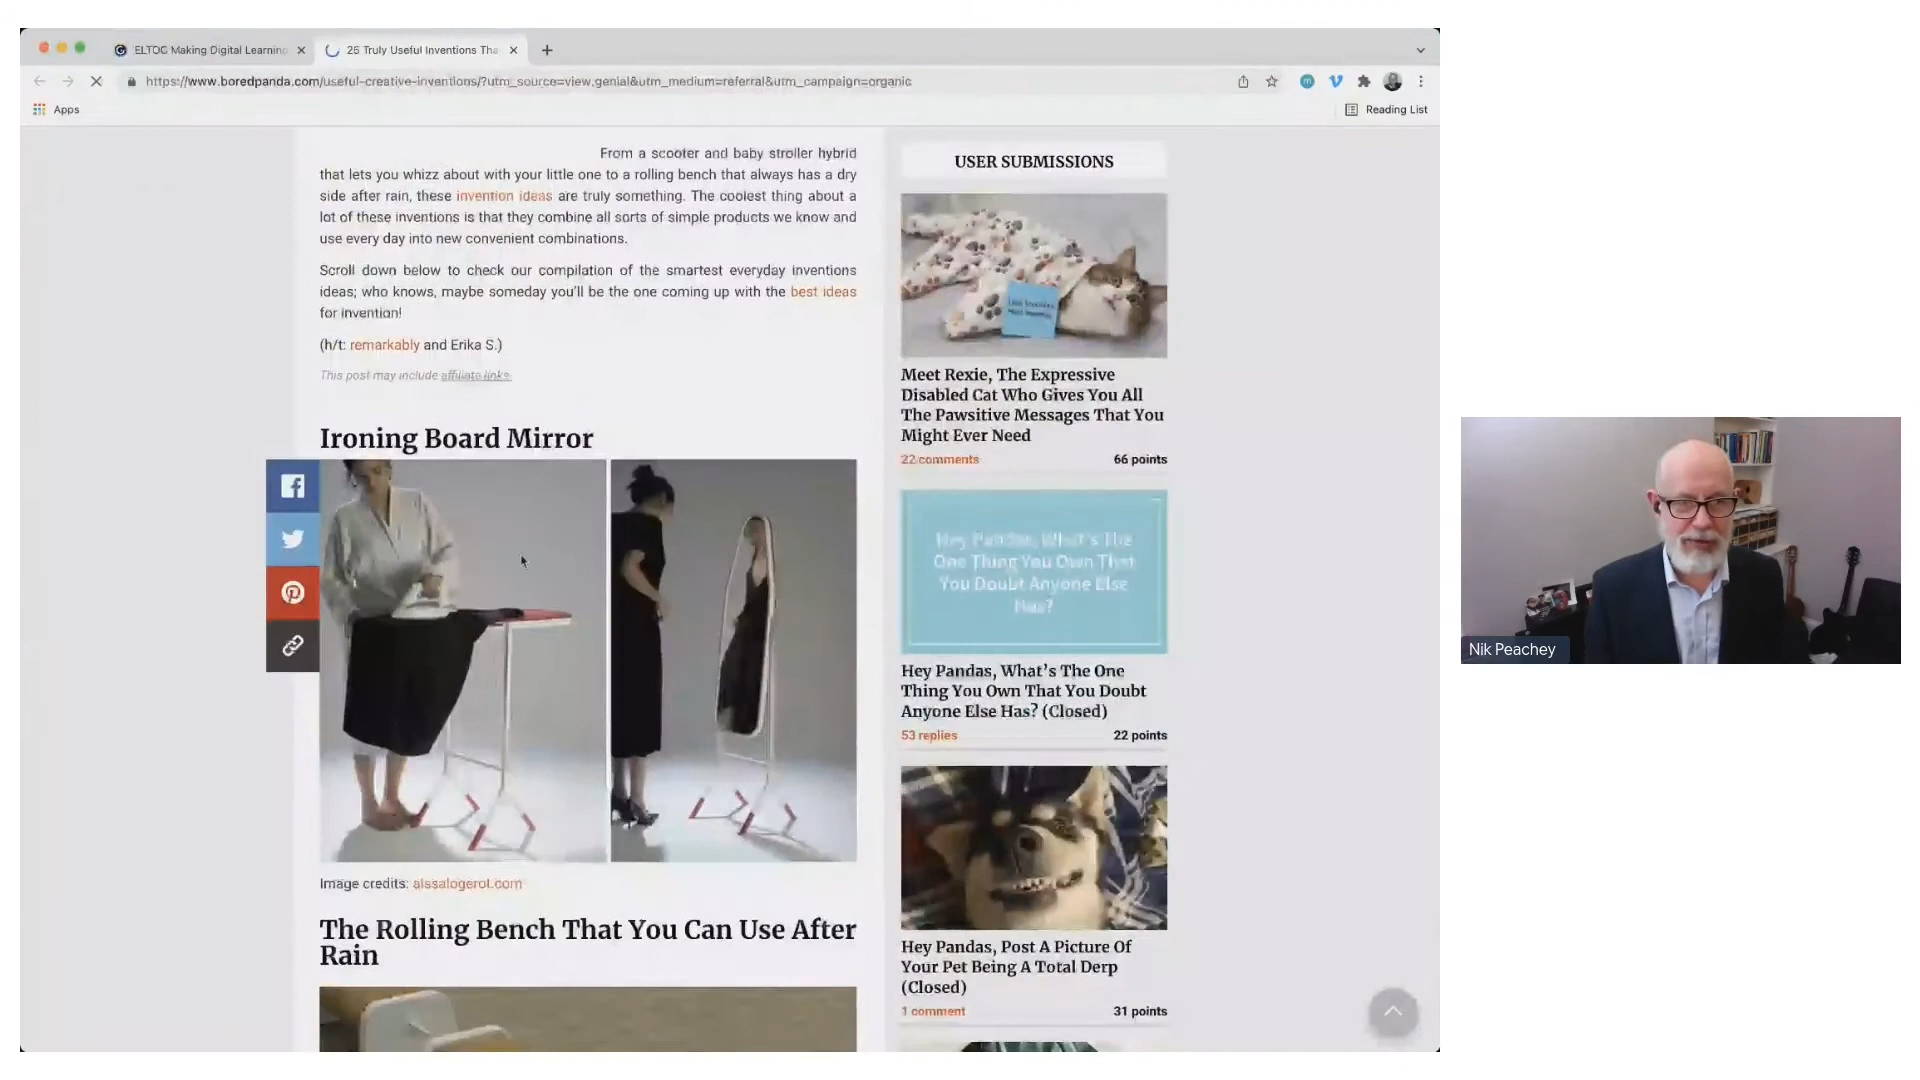 ELTOC Making Digital Learning
25 Truly Useful Inventions Tha
https://www.boredpanda.com/useful-creative-inventions/?utm_source=view.genial&utm_medium=referral&utm_campaign=organic
Apps
Reading List
From a scooter and baby stroller hybrid
that lets you whizz about with your little one to a rolling bench that always has a dry
side after rain, these invention ideas are truly something. The coolest thing about a
lot of these inventions is that they combine all sorts of simple products we know and
use every day into new convenient combinations.
Scroll down below to check our compilation of the smartest everyday inventions
ideas; who knows, maybe someday you'll be the one coming up with the best ideas
for invention!
(h/t: remarkably and Erika S.)
This post may include affiliate links.
Ironing Board Mirror
Image credits: aissalogerot.com
The Rolling Bench That You Can Use After
Rain
USER SUBMISSIONS
Meet Rexie, The Expressive
Disabled Cat Who Gives You All
The Pawsitive Messages That You
Might Ever Need
22 comments 66 points
Hey Pandas, What's The
One Thing You Own That
You Doubt Anyone Else
Has?
Hey Pandas, What's The One
Thing You Own That You Doubt
Anyone Else Has? (Closed)
53 replies 22 points
Hey Pandas, Post A Picture Of
Your Pet Being A Total Derp
(Closed)
1 comment 31 points
Nik Peachey